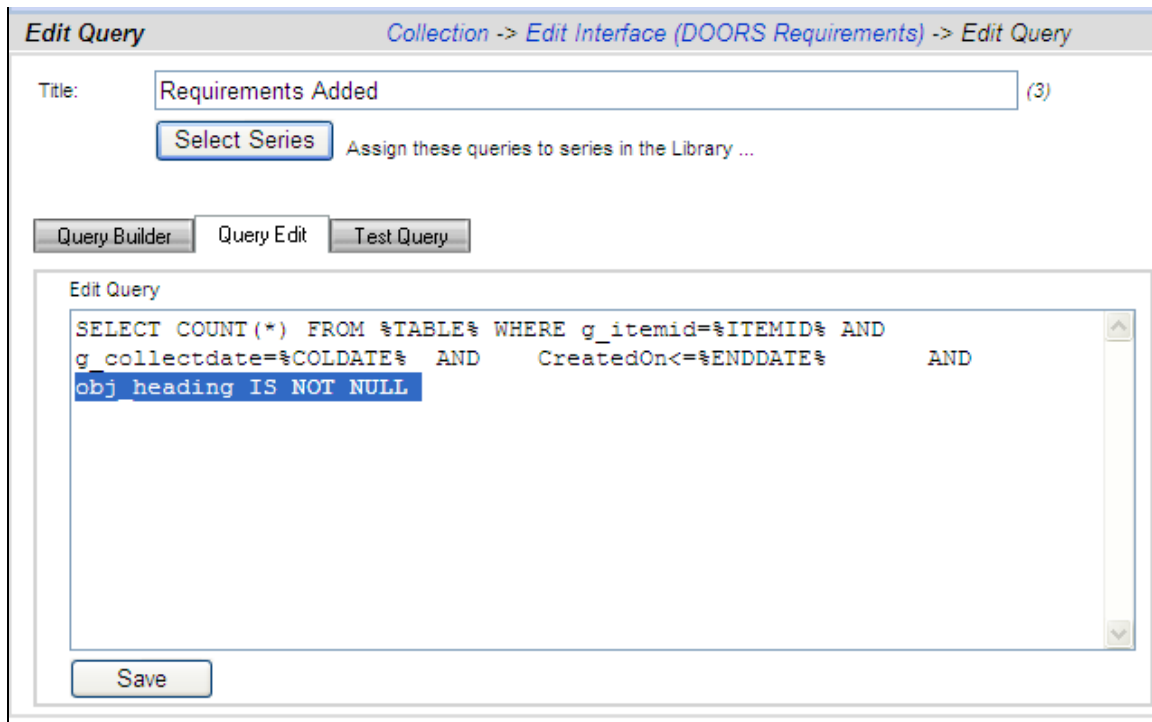 Edit Query Collection -> Edit Interface (DOORS Requirements) -> Edit Query
Title: Requirements Added (3)
Select Series Assign these queries to series in the Library ...
Query Builder Query Edit Test Query
Edit Query
SELECT COUNT(*) FROM %TABLE% WHERE g_itemid=%ITEMID% AND
g_collectdate=%COLDATE% AND CreatedOn<=%ENDDATE% AND
obj_heading IS NOT NULL
Save